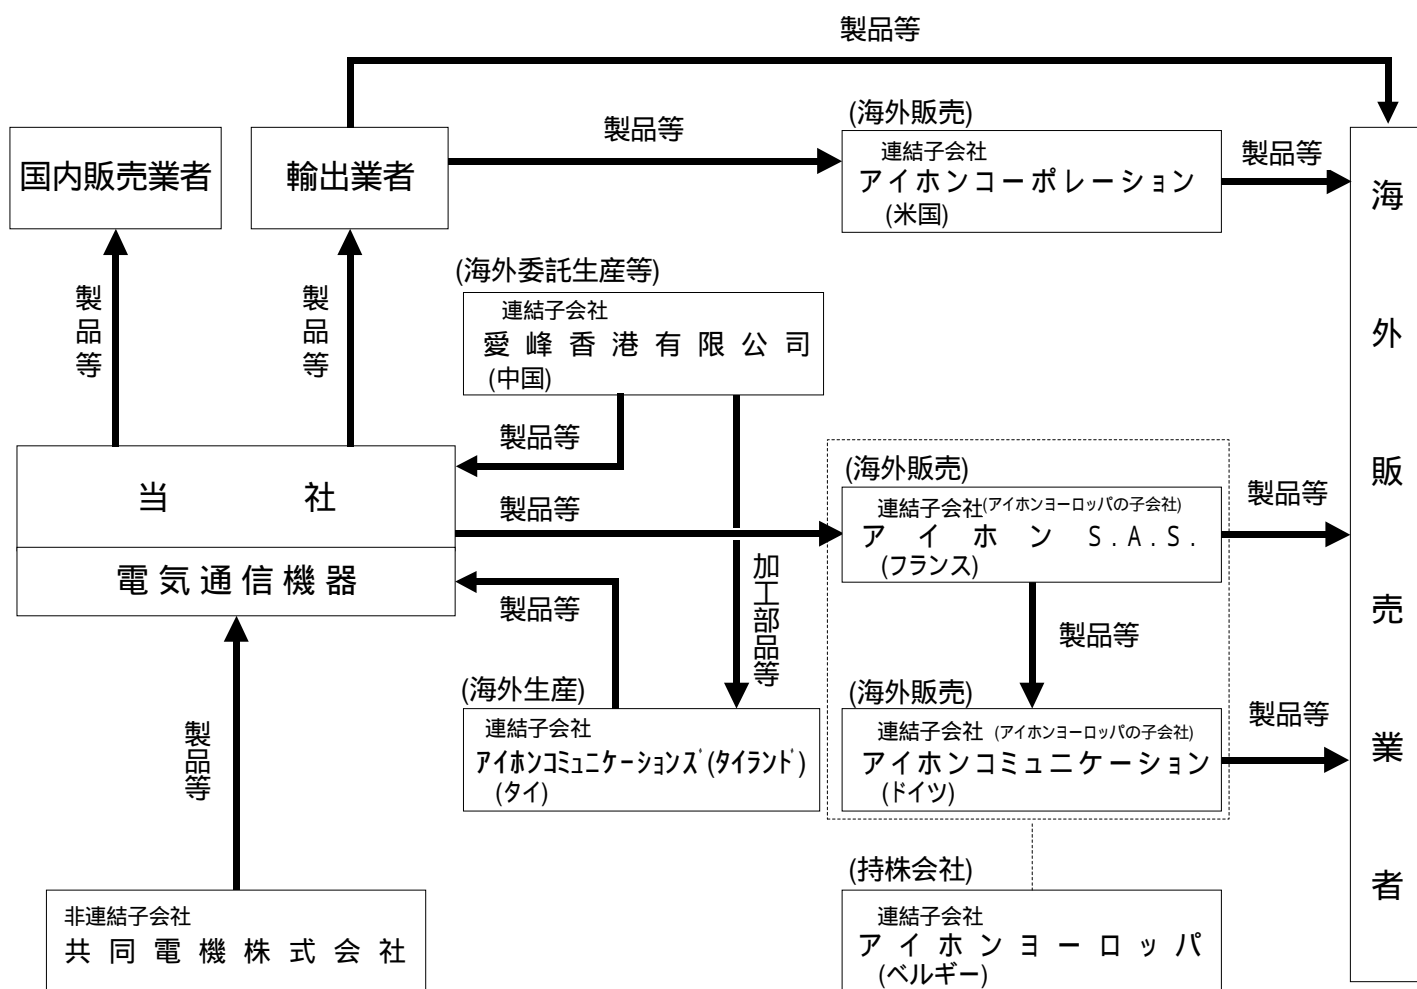 製品等
(海外販売)
製品等
連結子会社
アイホンコーポレーション
(米国)
製品等
国内販売業者
輸出業者
海外販売業者
(海外委託生産等)
連結子会社
愛峰香港有限公司
(中国)
製品等
製品等
製品等
(海外販売)
当社
製品等
連結子会社(アイホンヨーロッパの子会社)
アイホン S.A.S.
(フランス)
製品等
電気通信機器
製品等
加工部品等
製品等
(海外生産)
連結子会社
アイホンコミュニケーションズ(タイランド)
(タイ)
(海外販売)
連結子会社 (アイホンヨーロッパの子会社)
アイホンコミュニケーション
(ドイツ)
製品等
製品等
(持株会社)
非連結子会社
共同電機株式会社
連結子会社
アイホンヨーロッパ
(ベルギー)